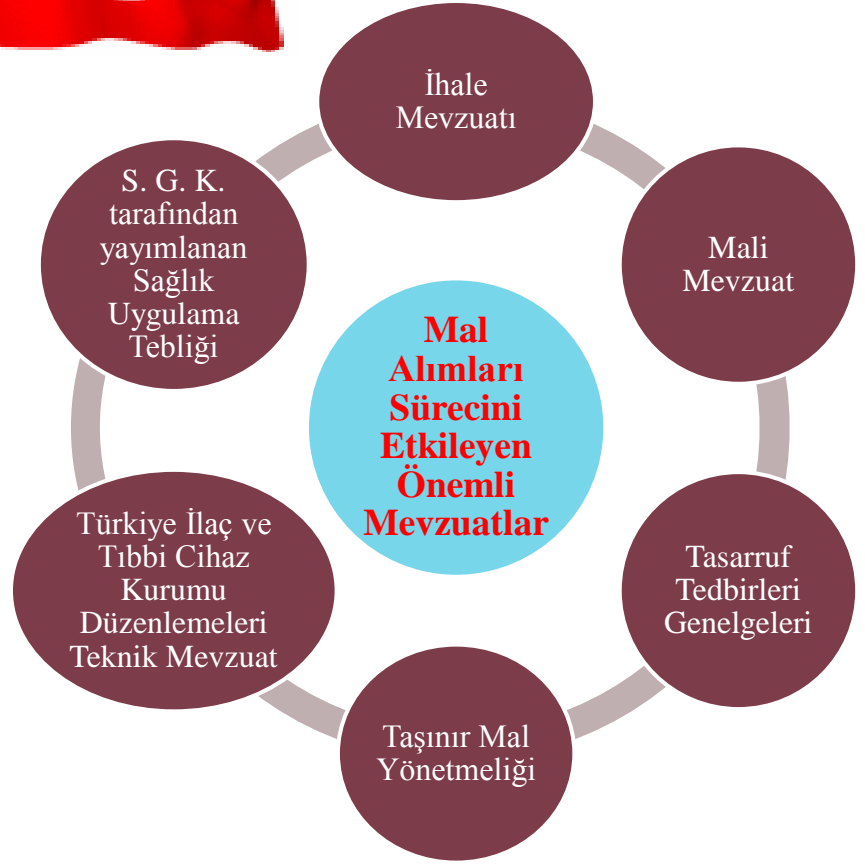 İhale
Mevzuatı
Mali
Mevzuat
Tasarruf
Tedbirleri
Genelgeleri
Taşınır Mal
Yönetmeliği
Türkiye İlaç ve
Tıbbi Cihaz
Kurumu
Düzenlemeleri
Teknik Mevzuat
S. G. K.
tarafından
yayımlanan
Sağlık
Uygulama
Tebliği
Mal
Alımları
Sürecini
Etkileyen
Önemli
Mevzuatlar